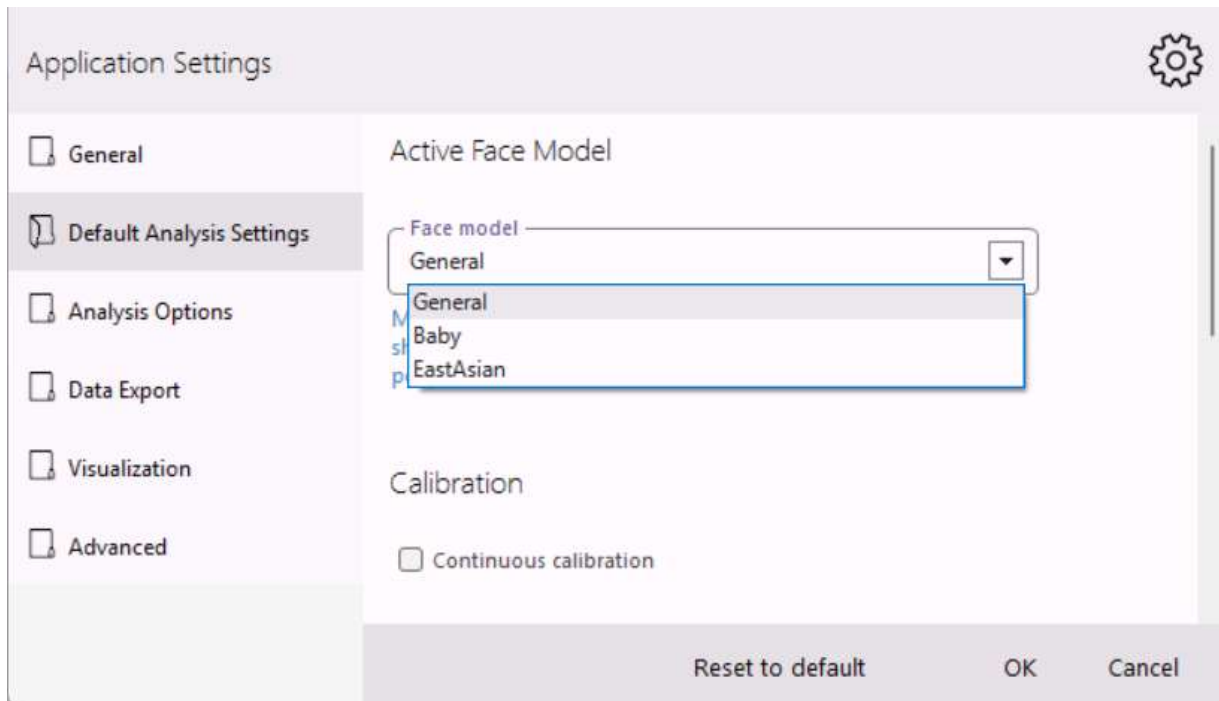 Application Settings
General
Default Analysis Settings
Analysis Options
Data Export
Visualization
Advanced
Active Face Model
Face model
General
General
Baby
EastAsian
Calibration
Continuous calibration
Reset to default
OK
Cancel